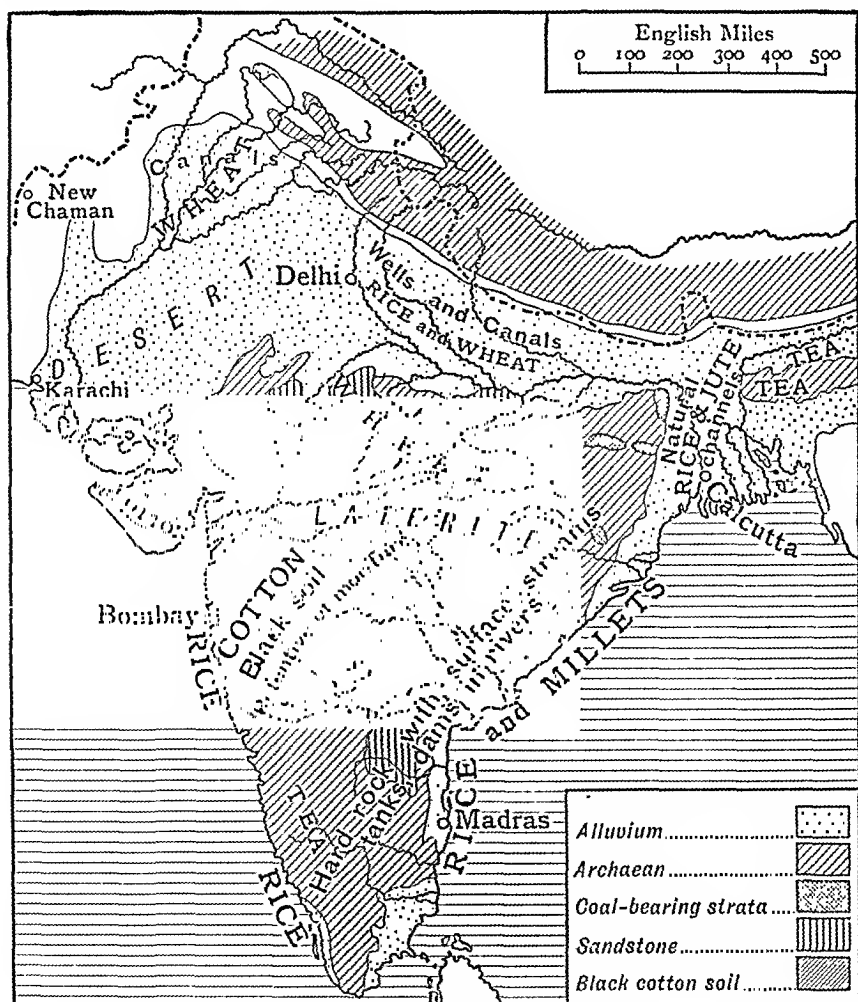 English Miles
0 100 200 300 400 500
New
Chaman
Canals
WHEAT
DESERT
Delhi
Wells and Canals
RICE and WHEAT
Karachi
TEA
TEA
Natural
RICE & JUTE
channels
Calcutta
LATERITE
COTTON
Black soil
Bombay
RICE
Hard rock with surface streams
tanks, dams in rivers
RICE and MILLETS
TEA
RICE
Madras
Alluvium
Archaean
Coal-bearing strata
Sandstone
Black cotton soil